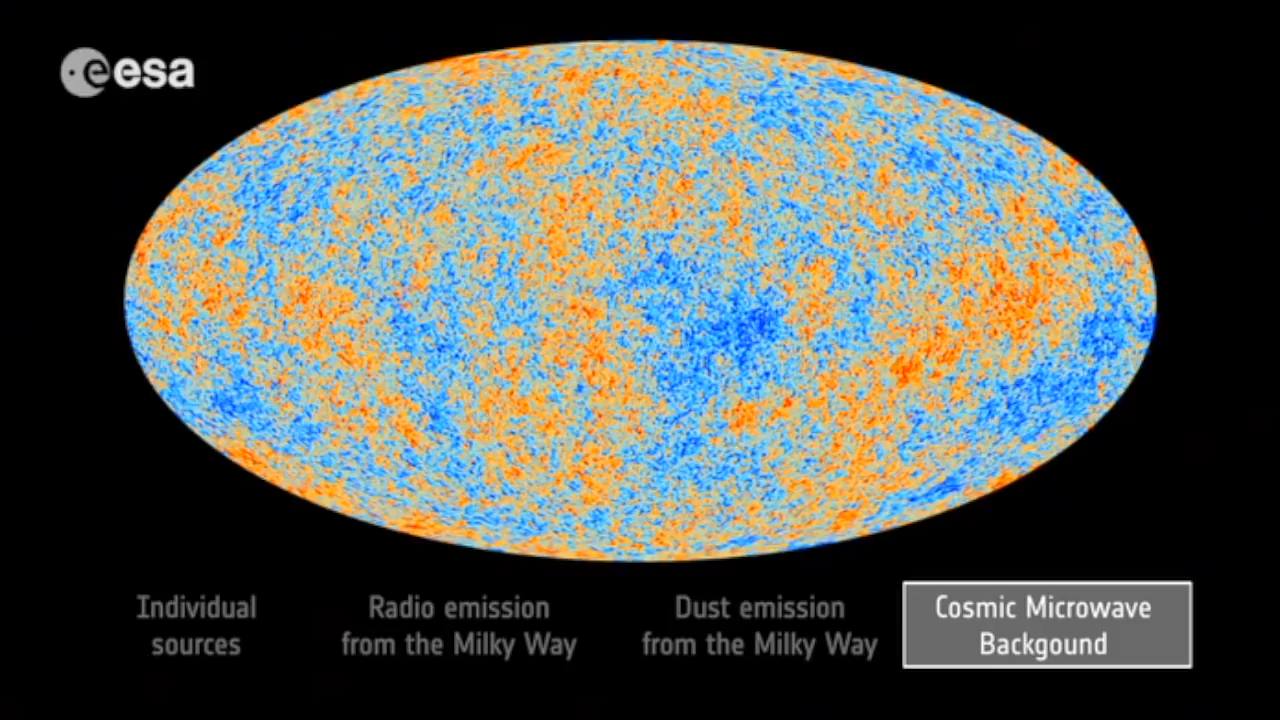 esa
Individual
sources
Radio emission
from the Milky Way
Dust emission
from the Milky Way
Cosmic Microwave
Backgound